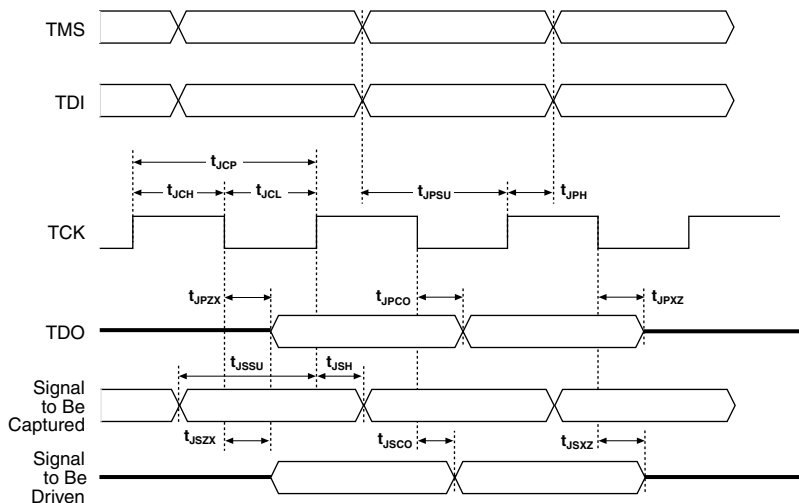 TMS
TDI
tJCP
tJCH
tJCL
tJPSU
tJPH
TCK
tJPZX
tJPCO
tJPXZ
TDO
tJSSU
tJSH
Signal
to Be
Captured
tJSZX
tJSCO
tJSXZ
Signal
to Be
Driven